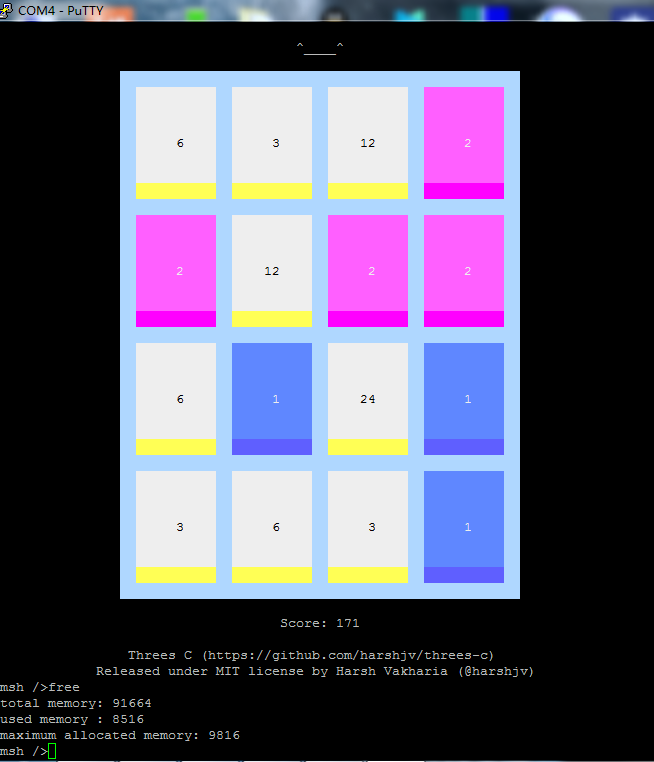 COM4 - PuTTY
^____^
6 3 12 2
2 12 2 2
6 1 24 1
3 6 3 1
Score: 171
Threes C (https://github.com/harshjv/threes-c)
Released under MIT license by Harsh Vakharia (@harshjv)
msh />free
total memory: 91664
used memory : 8516
maximum allocated memory: 9816
msh />